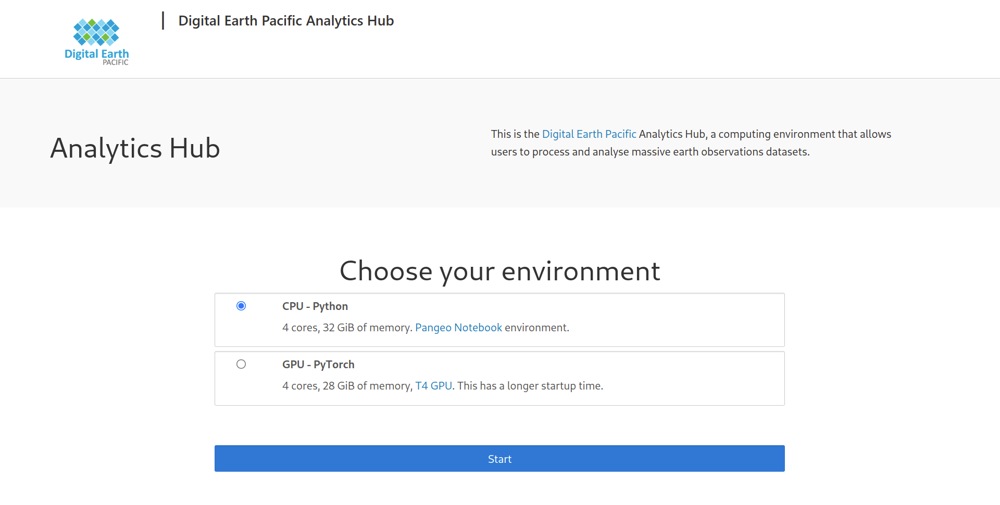 Digital Earth
PACIFIC
Digital Earth Pacific Analytics Hub
Analytics Hub
This is the Digital Earth Pacific Analytics Hub, a computing environment that allows
users to process and analyse massive earth observations datasets.
Choose your environment
CPU - Python
4 cores, 32 GiB of memory. Pangeo Notebook environment.
GPU - PyTorch
4 cores, 28 GiB of memory, T4 GPU. This has a longer startup time.
Start